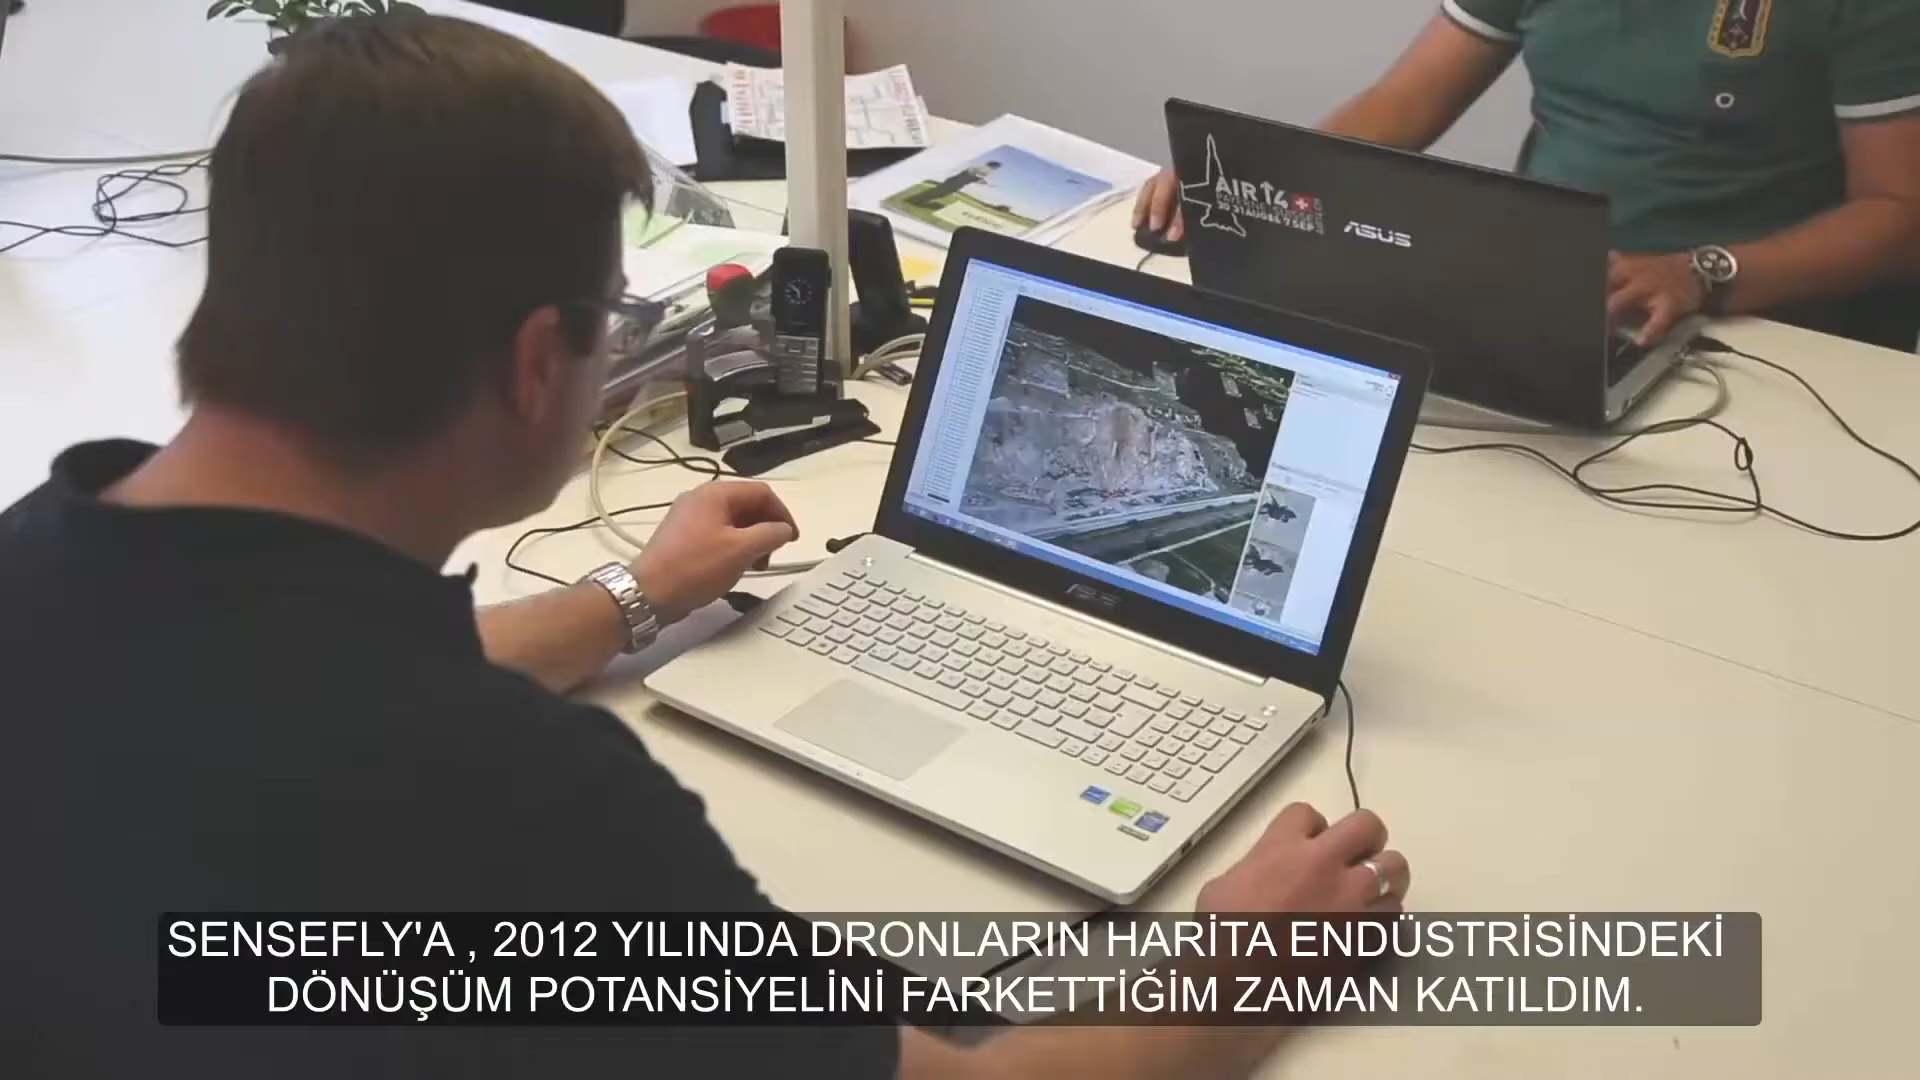 AIR14
ASUS
SENSEFLY'A , 2012 YILINDA DRONLARIN HARİTA ENDÜSTRİSİNDEKİ
DÖNÜŞÜM POTANSİYELİNİ FARKETTİĞİM ZAMAN KATILDIM.